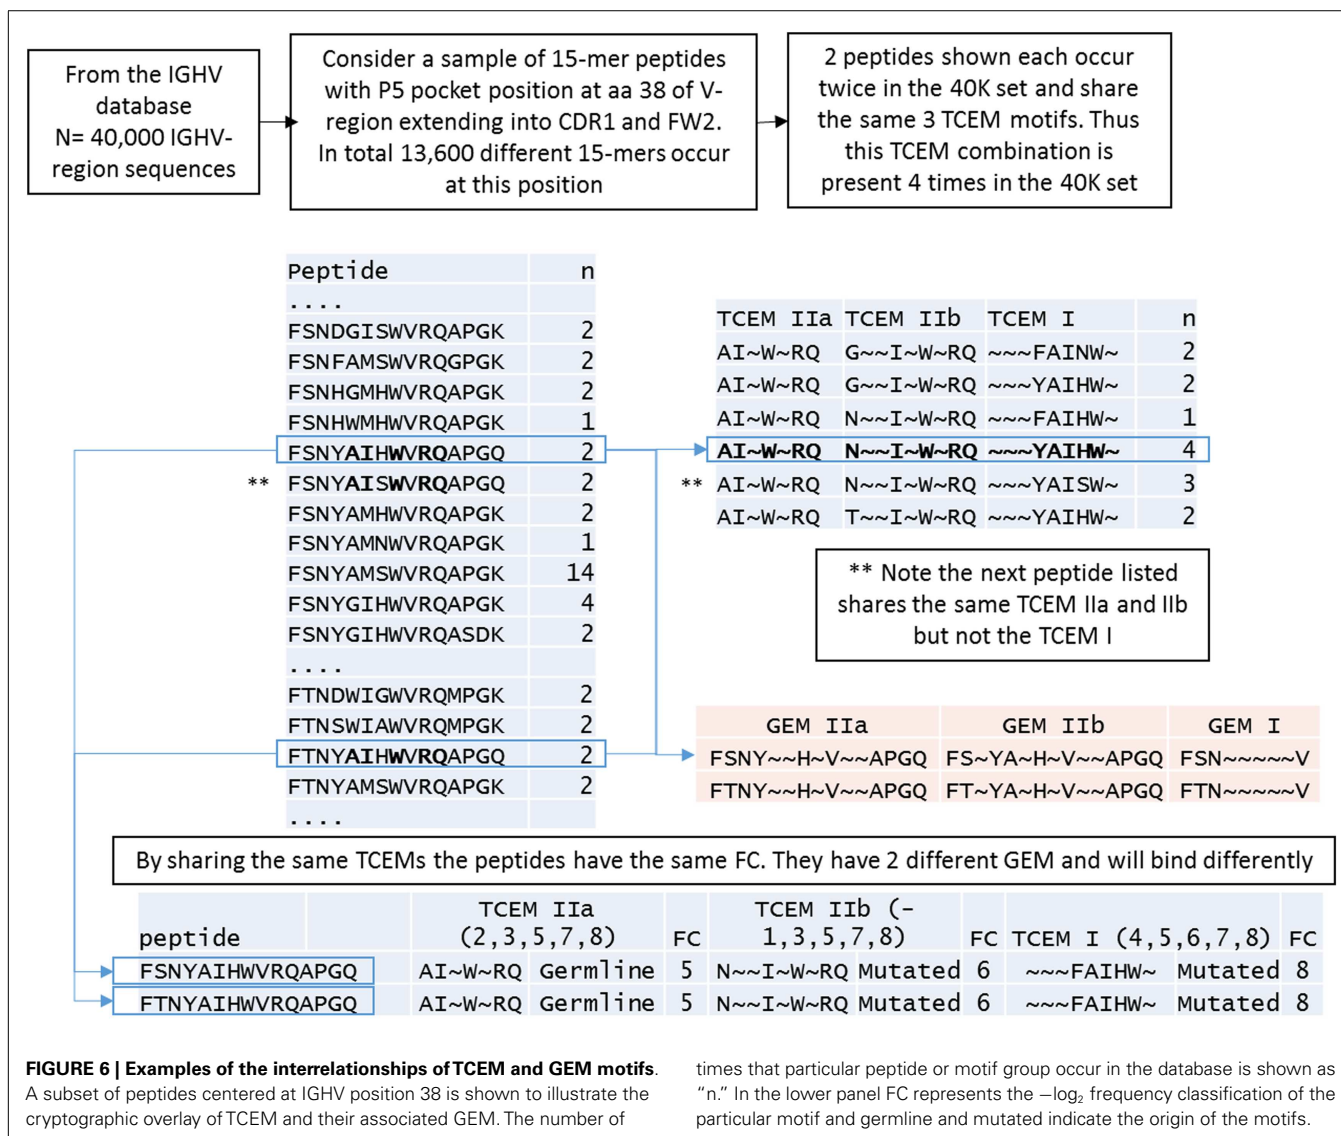 From the IGHV
database
N= 40,000 IGHV-
region sequences
Consider a sample of 15-mer peptides
with P5 pocket position at aa 38 of V-
region extending into CDR1 and FW2.
In total 13,600 different 15-mers occur
at this position
2 peptides shown each occur
twice in the 40K set and share
the same 3 TCEM motifs. Thus
this TCEM combination is
present 4 times in the 40K set
Peptide n
....
FSNDGISWVRQAPGK 2
FSNFAMSWVRQGPGK 2
FSNHGMHWVRQAPGK 2
FSNHWMHWVRQAPGK 1
FSNYAIHWVRQAPGQ 2
** FSNYAISWVRQAPGQ 2
FSNYAMHWVRQAPGK 2
FSNYAMNWVRQAPGK 1
FSNYAMSWVRQAPGK 14
FSNYGIHWVRQAPGK 4
FSNYGIHWVRQASDK 2
....
FTNDWIGWVRQMPGK 2
FTNSWIAWVRQMPGK 2
FTNYAIHWVRQAPGQ 2
FTNYAMSWVRQAPGK 2
....
TCEM IIa TCEM IIb TCEM I n
AI~W~RQ G~~I~W~RQ ~~~FAINW~ 2
AI~W~RQ G~~I~W~RQ ~~~YAIHW~ 2
AI~W~RQ N~~I~W~RQ ~~~FAIHW~ 1
AI~W~RQ N~~I~W~RQ ~~~YAIHW~ 4
** AI~W~RQ N~~I~W~RQ ~~~YAISW~ 3
AI~W~RQ T~~I~W~RQ ~~~YAIHW~ 2
** Note the next peptide listed
shares the same TCEM IIa and IIb
but not the TCEM I
GEM IIa GEM IIb GEM I
FSNY~~H~V~~APGQ FS~YA~H~V~~APGQ FSN~~~~~V
FTNY~~H~V~~APGQ FT~YA~H~V~~APGQ FTN~~~~~V
By sharing the same TCEMs the peptides have the same FC. They have 2 different GEM and will bind differently
TCEM IIa TCEM IIb (-
peptide (2,3,5,7,8) FC 1,3,5,7,8) FC TCEM I (4,5,6,7,8) FC
FSNYAIHWVRQAPGQ AI~W~RQ Germline 5 N~~I~W~RQ Mutated 6 ~~~FAIHW~ Mutated 8
FTNYAIHWVRQAPGQ AI~W~RQ Germline 5 N~~I~W~RQ Mutated 6 ~~~FAIHW~ Mutated 8
FIGURE 6 | Examples of the interrelationships of TCEM and GEM motifs.
A subset of peptides centered at IGHV position 38 is shown to illustrate the
cryptographic overlay of TCEM and their associated GEM. The number of
times that particular peptide or motif group occur in the database is shown as
"n." In the lower panel FC represents the −log₂ frequency classification of the
particular motif and germline and mutated indicate the origin of the motifs.